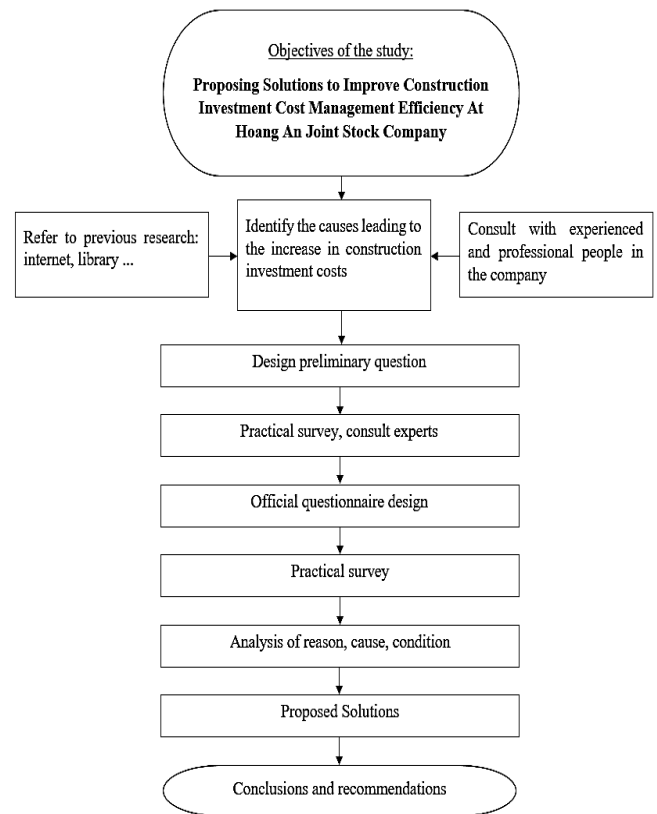 Objectives of the study:
Proposing Solutions to Improve Construction
Investment Cost Management Efficiency At
Hoang An Joint Stock Company
Refer to previous research:
internet, library ...
Identify the causes leading to
the increase in construction
investment costs
Consult with experienced
and professional people in
the company
Design preliminary question
Practical survey, consult experts
Official questionnaire design
Practical survey
Analysis of reason, cause, condition
Proposed Solutions
Conclusions and recommendations